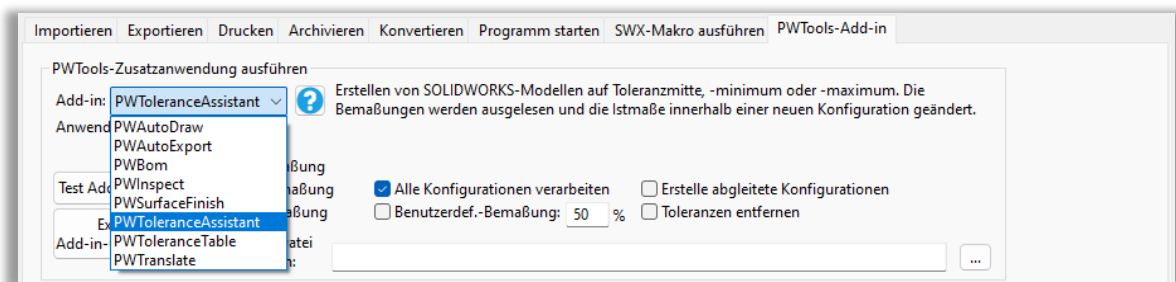 Importieren Exportieren Drucken Archivieren Konvertieren Programm starten SWX-Makro ausführen PWTools-Add-in
PWTools-Zusatzanwendung ausführen
Add-in: PWToleranceAssistant ? Erstellen von SOLIDWORKS-Modellen auf Toleranzmitte, -minimum oder -maximum. Die
Bemaßungen werden ausgelesen und die Istmaße innerhalb einer neuen Konfiguration geändert.
Anwend
PWAutoDraw
PWAutoExport
PWBom
PWInspect
PWSurfaceFinish
PWToleranceAssistant
PWToleranceTable
PWTranslate
ßung
Test Add
aßung Alle Konfigurationen verarbeiten Erstelle abgleitete Konfigurationen
aßung Benutzerdef.-Bemaßung: 50 % Toleranzen entfernen
Ex
Add-in-
atei
n:
...